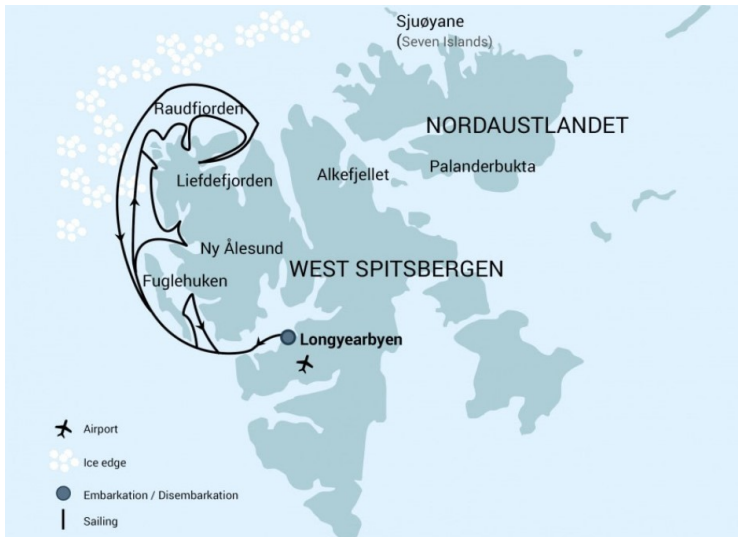 Sjuøyane
(Seven Islands)
Raudfjorden
NORDAUSTLANDET
Liefdefjorden
Alkefjellet
Palanderbukta
Ny Ålesund
WEST SPITSBERGEN
Fuglehuken
Longyearbyen
Airport
Ice edge
Embarkation / Disembarkation
Sailing